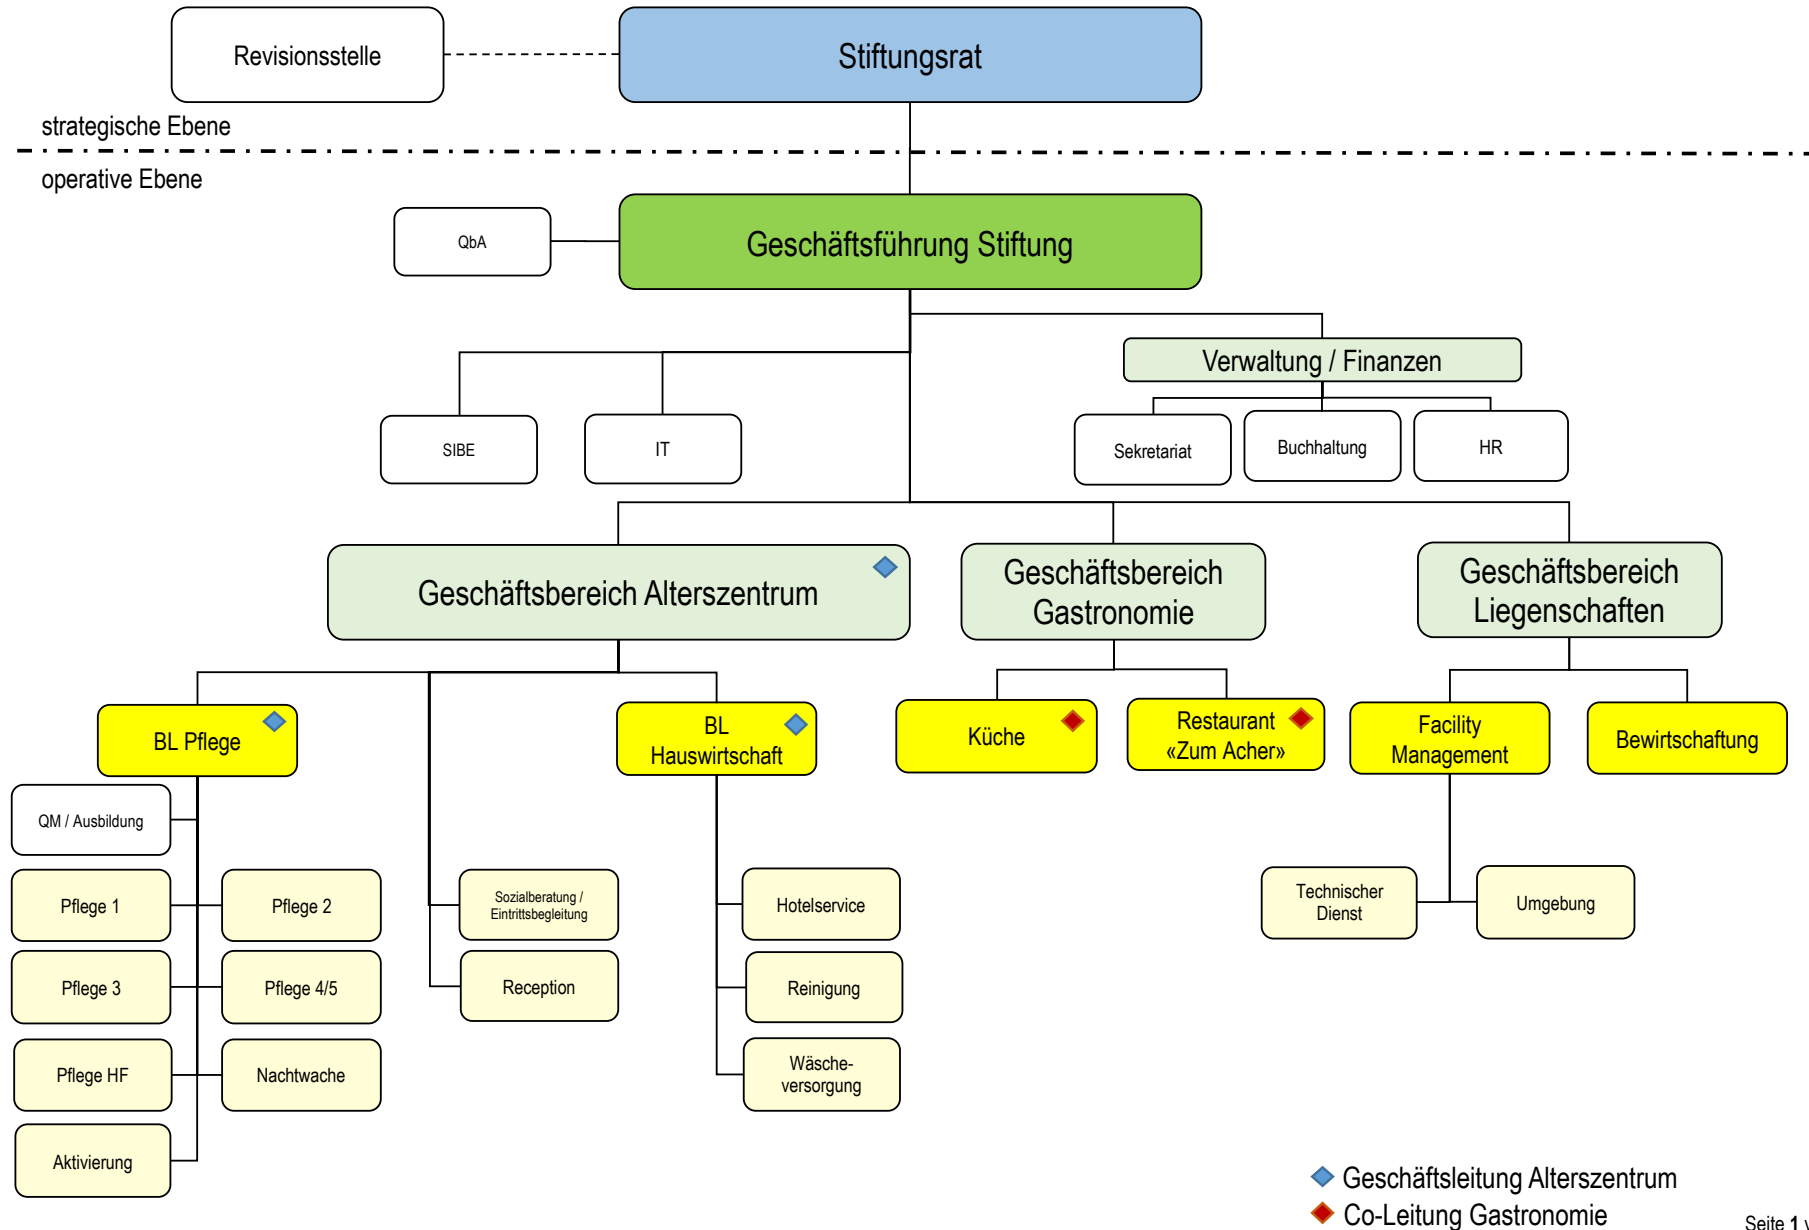 Revisionsstelle
Stiftungsrat
strategische Ebene
operative Ebene
QbA
Geschäftsführung Stiftung
Verwaltung / Finanzen
SIBE
IT
Sekretariat
Buchhaltung
HR
Geschäftsbereich Alterszentrum
Geschäftsbereich
Gastronomie
Geschäftsbereich
Liegenschaften
BL Pflege
BL
Hauswirtschaft
Küche
Restaurant
«Zum Acher»
Facility
Management
Bewirtschaftung
QM / Ausbildung
Pflege 1
Pflege 2
Sozialberatung /
Eintrittsbegleitung
Hotelservice
Technischer
Dienst
Umgebung
Pflege 3
Pflege 4/5
Reception
Reinigung
Pflege HF
Nachtwache
Wäsche-
versorgung
Aktivierung
Geschäftsleitung Alterszentrum
Co-Leitung Gastronomie
Seite 1